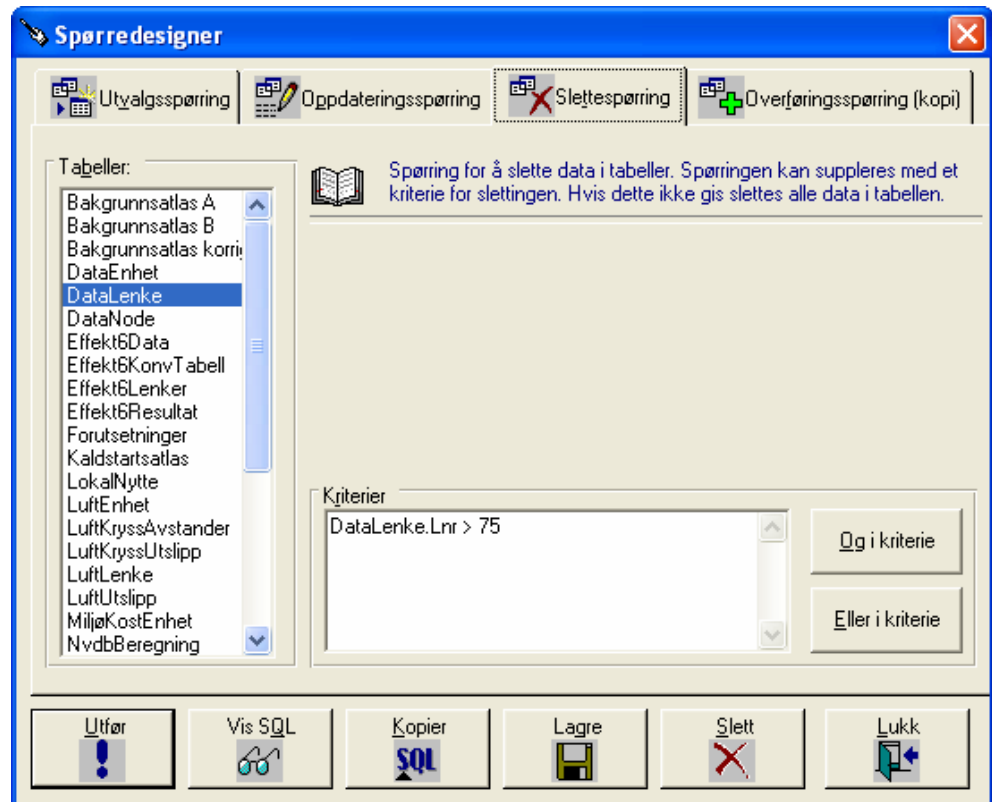 Spørredesigner
Utvalgsspørring
Oppdateringsspørring
Slettespørring
Overføringsspørring (kopi)
Tabeller:
Bakgrunnsatlas A
Bakgrunnsatlas B
Bakgrunnsatlas korrig
DataEnhet
DataLenke
DataNode
Effekt6Data
Effekt6KonvTabell
Effekt6Lenker
Effekt6Resultat
Forutsetninger
Kaldstartsatlas
LokalNytte
LuftEnhet
LuftKryssAvstander
LuftKryssUtslipp
LuftLenke
LuftUtslipp
MiljøKostEnhet
NvdbBeregning
Spørring for å slette data i tabeller. Spørringen kan suppleres med et
kriterie for slettingen. Hvis dette ikke gis slettes alle data i tabellen.
Kriterier
DataLenke.Lnr > 75
Og i kriterie
Eller i kriterie
Utfør
Vis SQL
Kopier
SQL
Lagre
Slett
Lukk